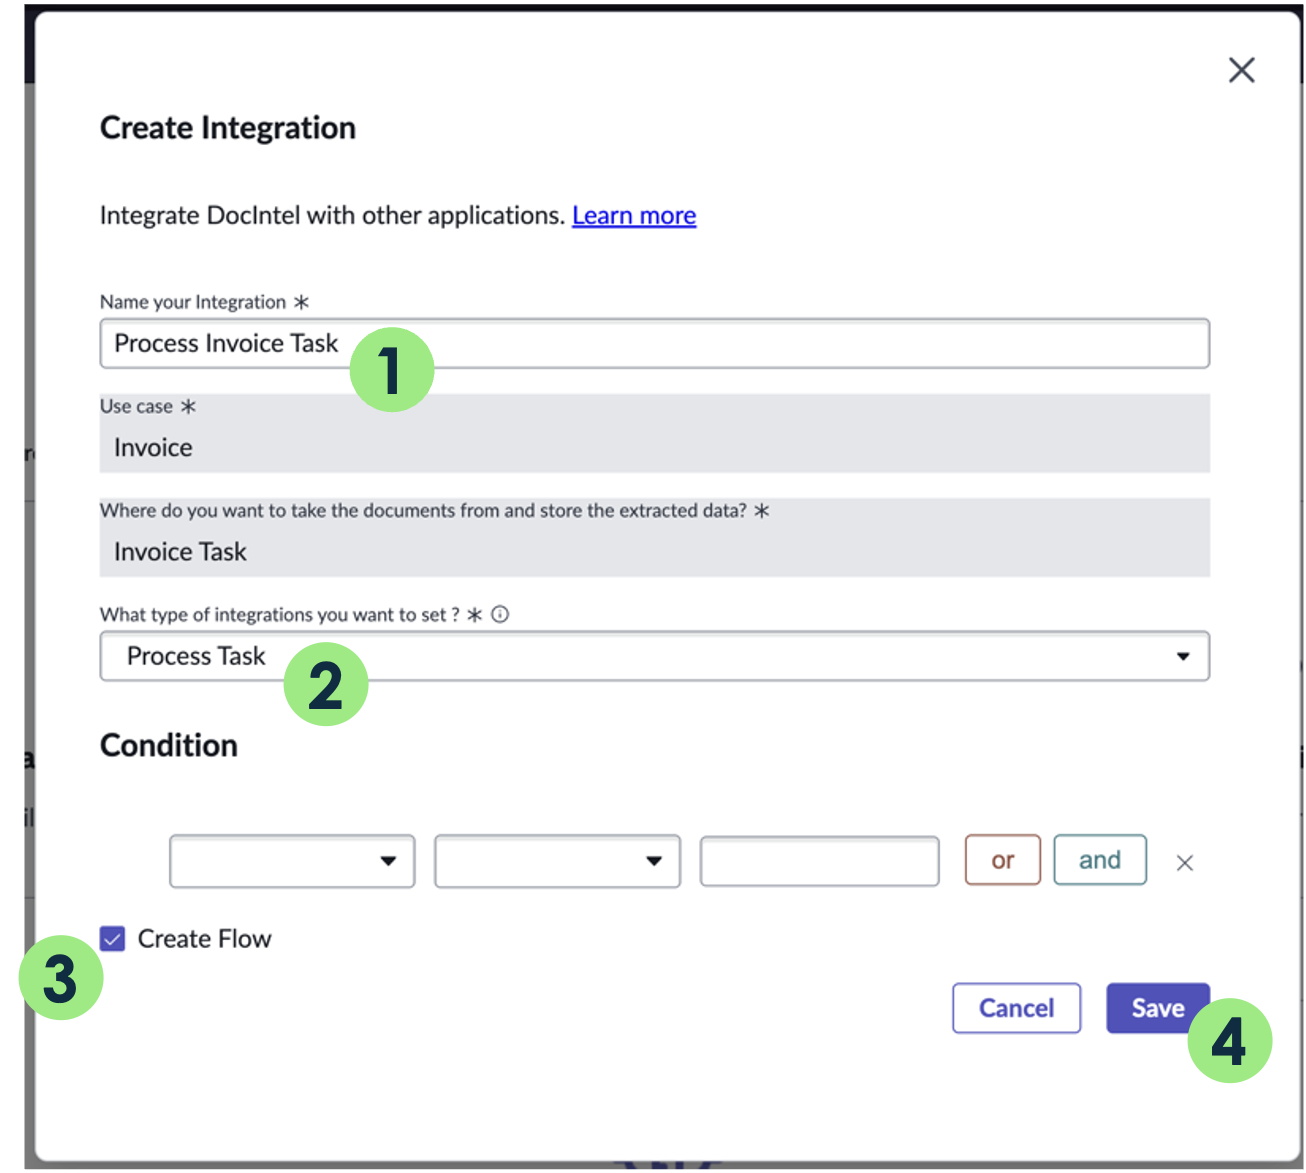 Create Integration
Integrate DocIntel with other applications. Learn more
Name your Integration *
Process Invoice Task
1
Use case *
Invoice
Where do you want to take the documents from and store the extracted data? *
Invoice Task
What type of integrations you want to set ? *
Process Task
2
Condition
or and
Create Flow
3
Cancel Save
4